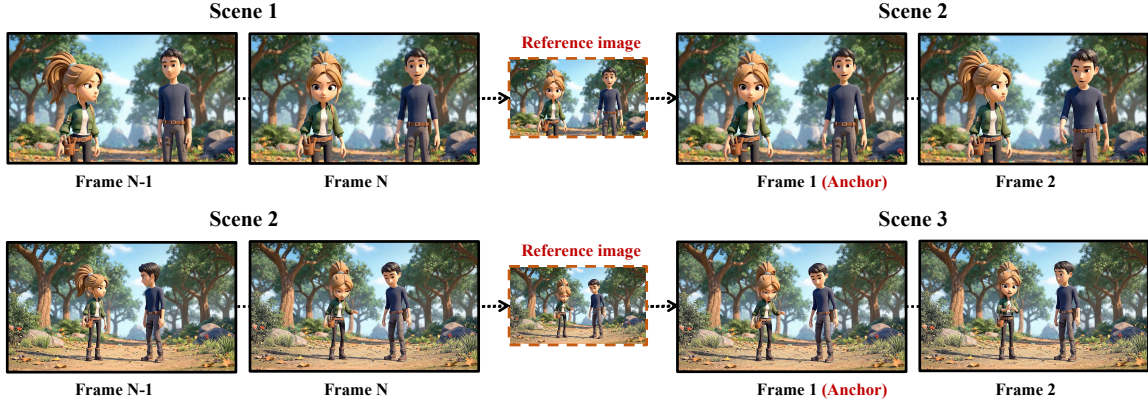 Scene 1
Scene 2
Reference image
Frame N-1
Frame N
Frame 1 (Anchor)
Frame 2
Scene 2
Scene 3
Reference image
Frame N-1
Frame N
Frame 1 (Anchor)
Frame 2